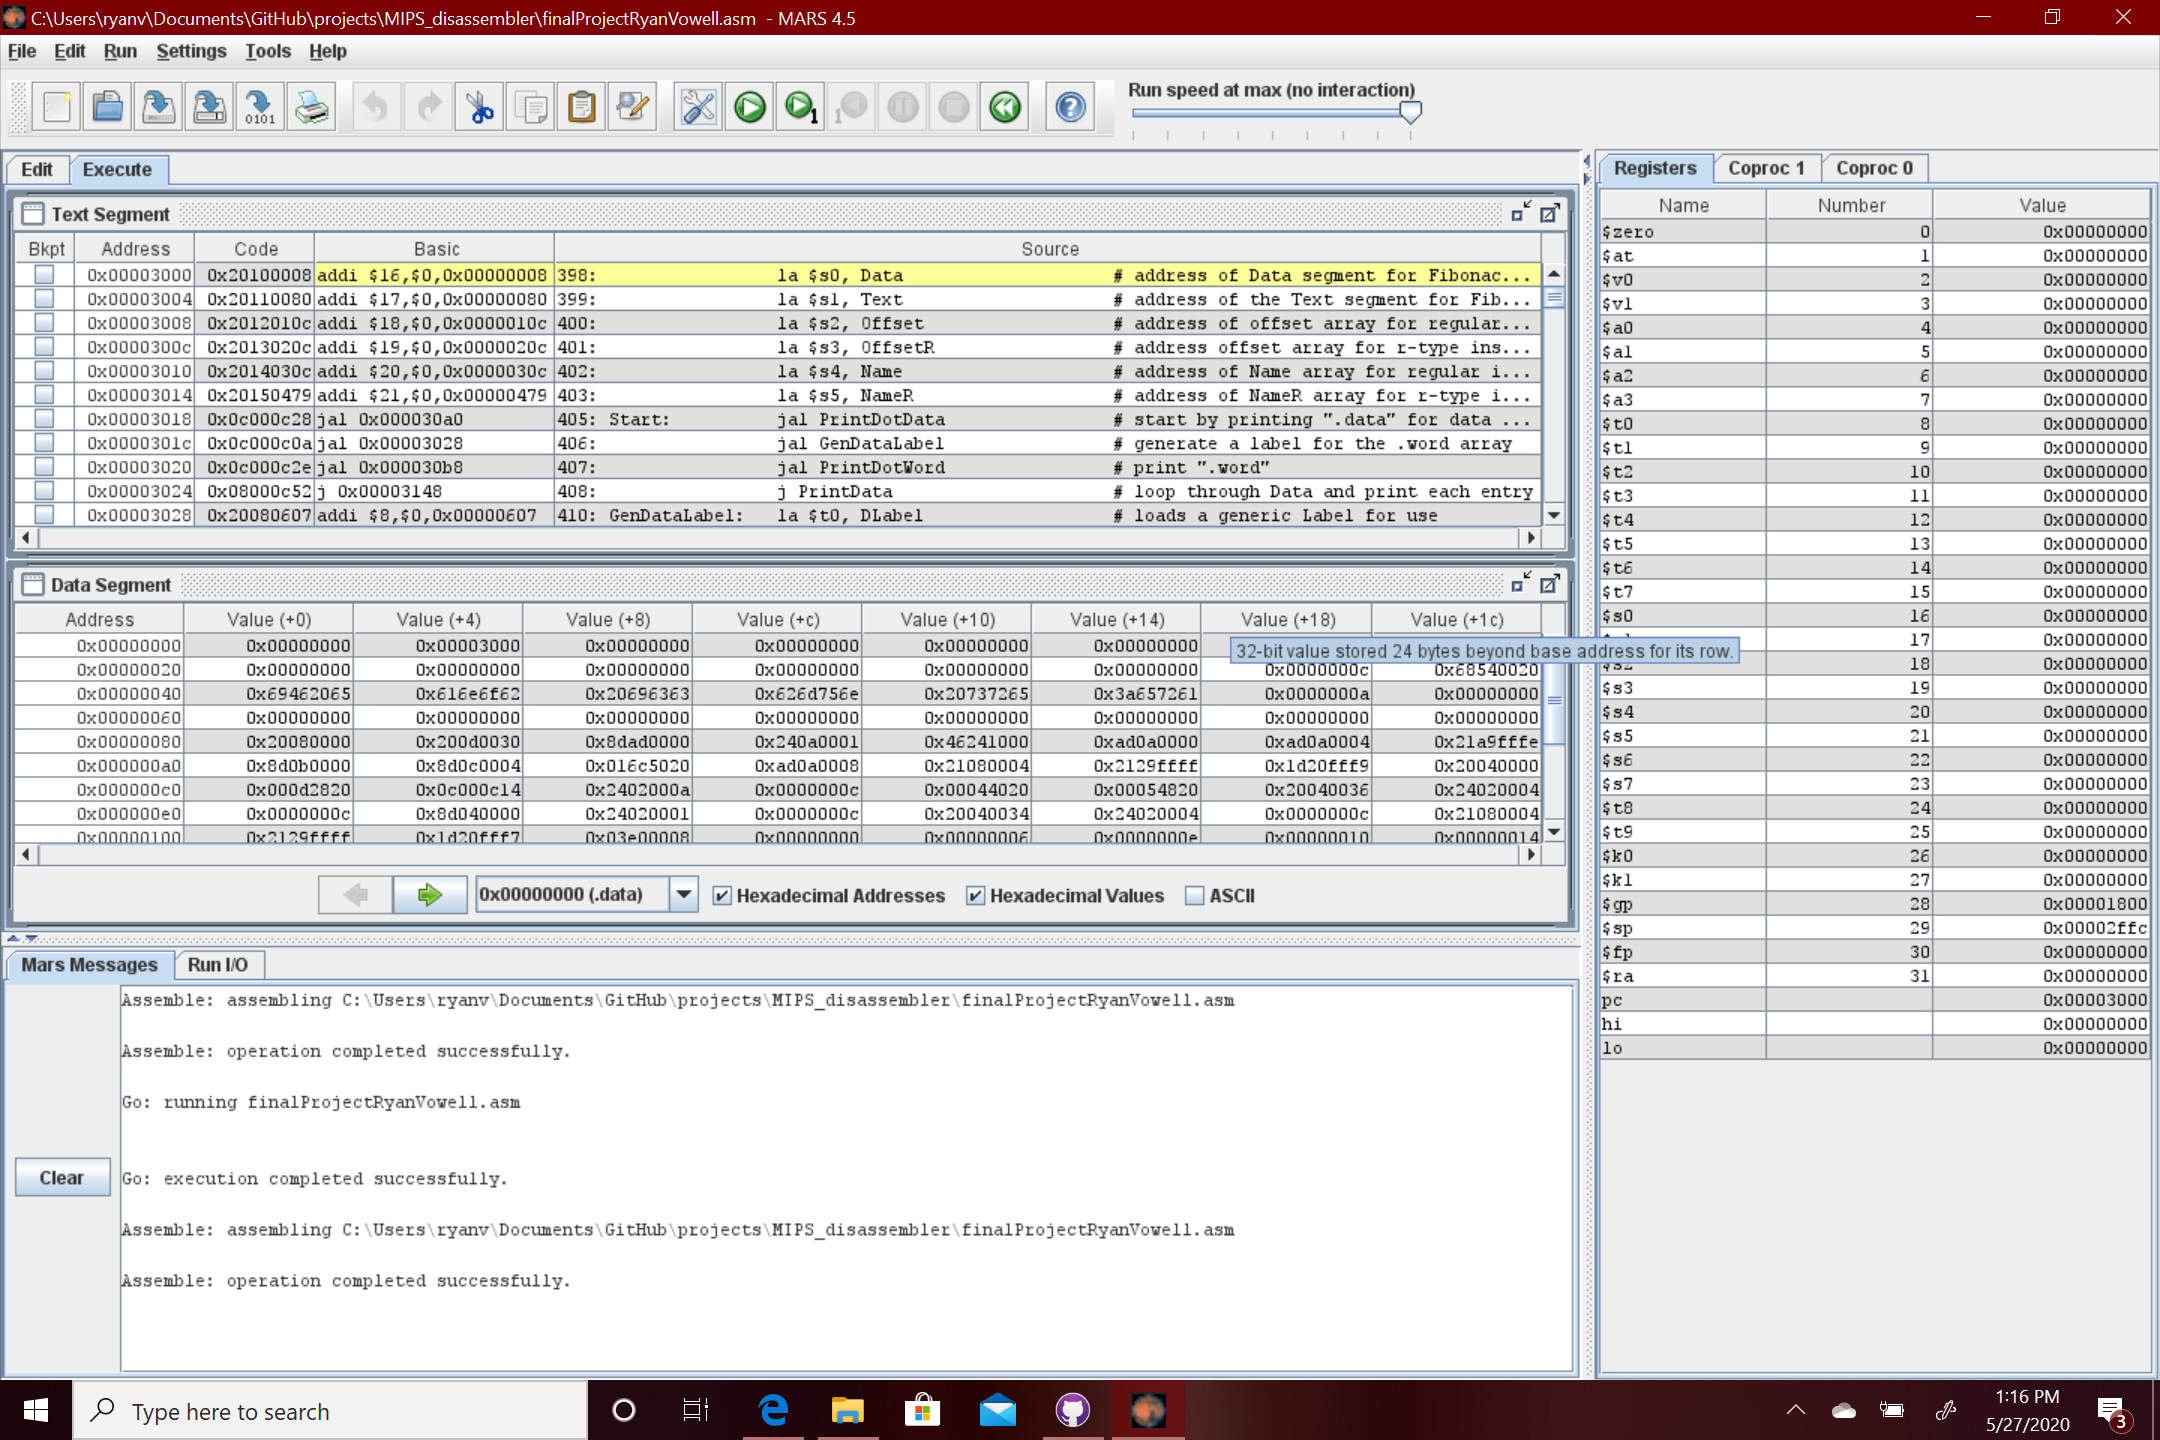 C:\Users\ryanv\Documents\GitHub\projects\MIPS_disassembler\finalProjectRyanVowell.asm - MARS 4.5
File Edit Run Settings Tools Help
0101
1
1
Run speed at max (no interaction)
Edit Execute
Text Segment
Bkpt Address Code Basic Source
0x00003000 0x20100008 addi $16,$0,0x00000008 398: la $s0, Data # address of Data segment for Fibonac...
0x00003004 0x20110080 addi $17,$0,0x00000080 399: la $s1, Text # address of the Text segment for Fib...
0x00003008 0x2012010c addi $18,$0,0x0000010c 400: la $s2, Offset # address of offset array for regular...
0x0000300c 0x2013020c addi $19,$0,0x0000020c 401: la $s3, OffsetR # address offset array for r-type ins...
0x00003010 0x2014030c addi $20,$0,0x0000030c 402: la $s4, Name # address of Name array for regular i...
0x00003014 0x20150479 addi $21,$0,0x00000479 403: la $s5, NameR # address of NameR array for r-type i...
0x00003018 0x0c000c28 jal 0x000030a0 405: Start: jal PrintDotData # start by printing ".data" for data ...
0x0000301c 0x0c000c0a jal 0x00003028 406: jal GenDataLabel # generate a label for the .word array
0x00003020 0x0c000c2e jal 0x000030b8 407: jal PrintDotWord # print ".word"
0x00003024 0x08000c52 j 0x00003148 408: j PrintData # loop through Data and print each entry
0x00003028 0x20080607 addi $8,$0,0x00000607 410: GenDataLabel: la $t0, DLabel # loads a generic Label for use
Data Segment
Address Value (+0) Value (+4) Value (+8) Value (+c) Value (+10) Value (+14) Value (+18) Value (+1c)
0x00000000 0x00000000 0x00003000 0x00000000 0x00000000 0x00000000 0x00000000
32-bit value stored 24 bytes beyond base address for its row.
0x00000020 0x00000000 0x00000000 0x00000000 0x00000000 0x00000000 0x00000000 0x0000000c 0x68540020
0x00000040 0x69462065 0x616e6f62 0x20696363 0x626d756e 0x20737265 0x3a657261 0x0000000a 0x00000000
0x00000060 0x00000000 0x00000000 0x00000000 0x00000000 0x00000000 0x00000000 0x00000000 0x00000000
0x00000080 0x20080000 0x200d0030 0x8dad0000 0x240a0001 0x46241000 0xad0a0000 0xad0a0004 0x21a9fffe
0x000000a0 0x8d0b0000 0x8d0c0004 0x016c5020 0xad0a0008 0x21080004 0x2129ffff 0x1d20fff9 0x20040000
0x000000c0 0x000d2820 0x0c000c14 0x2402000a 0x0000000c 0x00044020 0x00054820 0x20040036 0x24020004
0x000000e0 0x0000000c 0x8d040000 0x24020001 0x0000000c 0x20040034 0x24020004 0x0000000c 0x21080004
0x00000100 0x2129ffff 0x1d20fff7 0x03e00008 0x00000000 0x00000006 0x0000000e 0x00000010 0x00000014
0x00000000 (.data) Hexadecimal Addresses Hexadecimal Values ASCII
Mars Messages Run I/O
Assemble: assembling C:\Users\ryanv\Documents\GitHub\projects\MIPS_disassembler\finalProjectRyanVowell.asm
Assemble: operation completed successfully.
Go: running finalProjectRyanVowell.asm
Go: execution completed successfully.
Assemble: assembling C:\Users\ryanv\Documents\GitHub\projects\MIPS_disassembler\finalProjectRyanVowell.asm
Assemble: operation completed successfully.
Clear
Registers Coproc 1 Coproc 0
Name Number Value
$zero 0 0x00000000
$at 1 0x00000000
$v0 2 0x00000000
$v1 3 0x00000000
$a0 4 0x00000000
$a1 5 0x00000000
$a2 6 0x00000000
$a3 7 0x00000000
$t0 8 0x00000000
$t1 9 0x00000000
$t2 10 0x00000000
$t3 11 0x00000000
$t4 12 0x00000000
$t5 13 0x00000000
$t6 14 0x00000000
$t7 15 0x00000000
$s0 16 0x00000000
17 0x00000000
18 0x00000000
$s3 19 0x00000000
$s4 20 0x00000000
$s5 21 0x00000000
$s6 22 0x00000000
$s7 23 0x00000000
$t8 24 0x00000000
$t9 25 0x00000000
$k0 26 0x00000000
$k1 27 0x00000000
$gp 28 0x00001800
$sp 29 0x00002ffc
$fp 30 0x00000000
$ra 31 0x00000000
pc 0x00003000
hi 0x00000000
lo 0x00000000
Type here to search
1:16 PM
5/27/2020
3